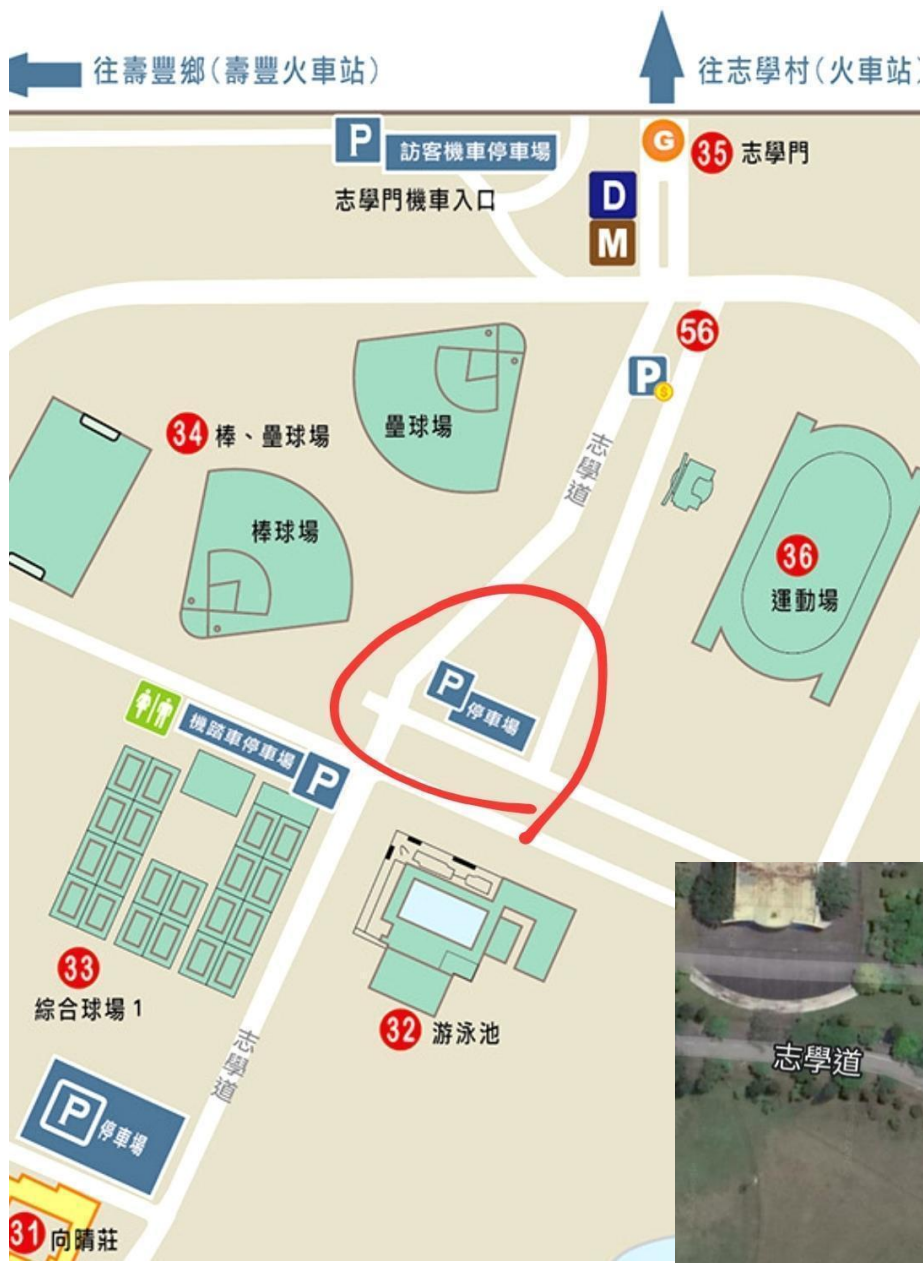 往壽豐鄉(壽豐火車站)
往志學村(火車站)
P 訪客機車停車場
志學門機車入口
G
35 志學門
D
M
56
P
$
壘球場
34 棒、壘球場
志學道
棒球場
36
運動場
P 停車場
機踏車停車場 P
33
綜合球場1
32 游泳池
志學道
志學道
P 停車場
31 向晴莊